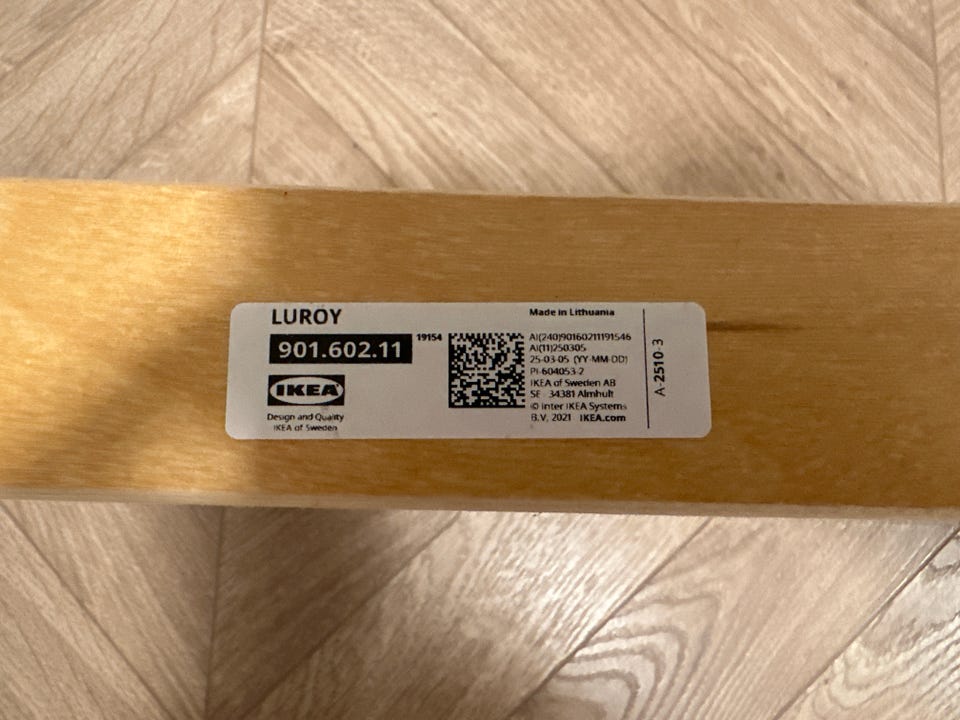 LURÖY
901.602.11
19154
IKEA
Design and Quality
IKEA of Sweden
Made in Lithuania
AI(240)90160211191546
AI(11)250305
25-03-05 (YY-MM-DD)
PI-604053-2
IKEA of Sweden AB
SE - 34381 Älmhult
© Inter IKEA Systems
B.V. 2021 IKEA.com
A-2510-3